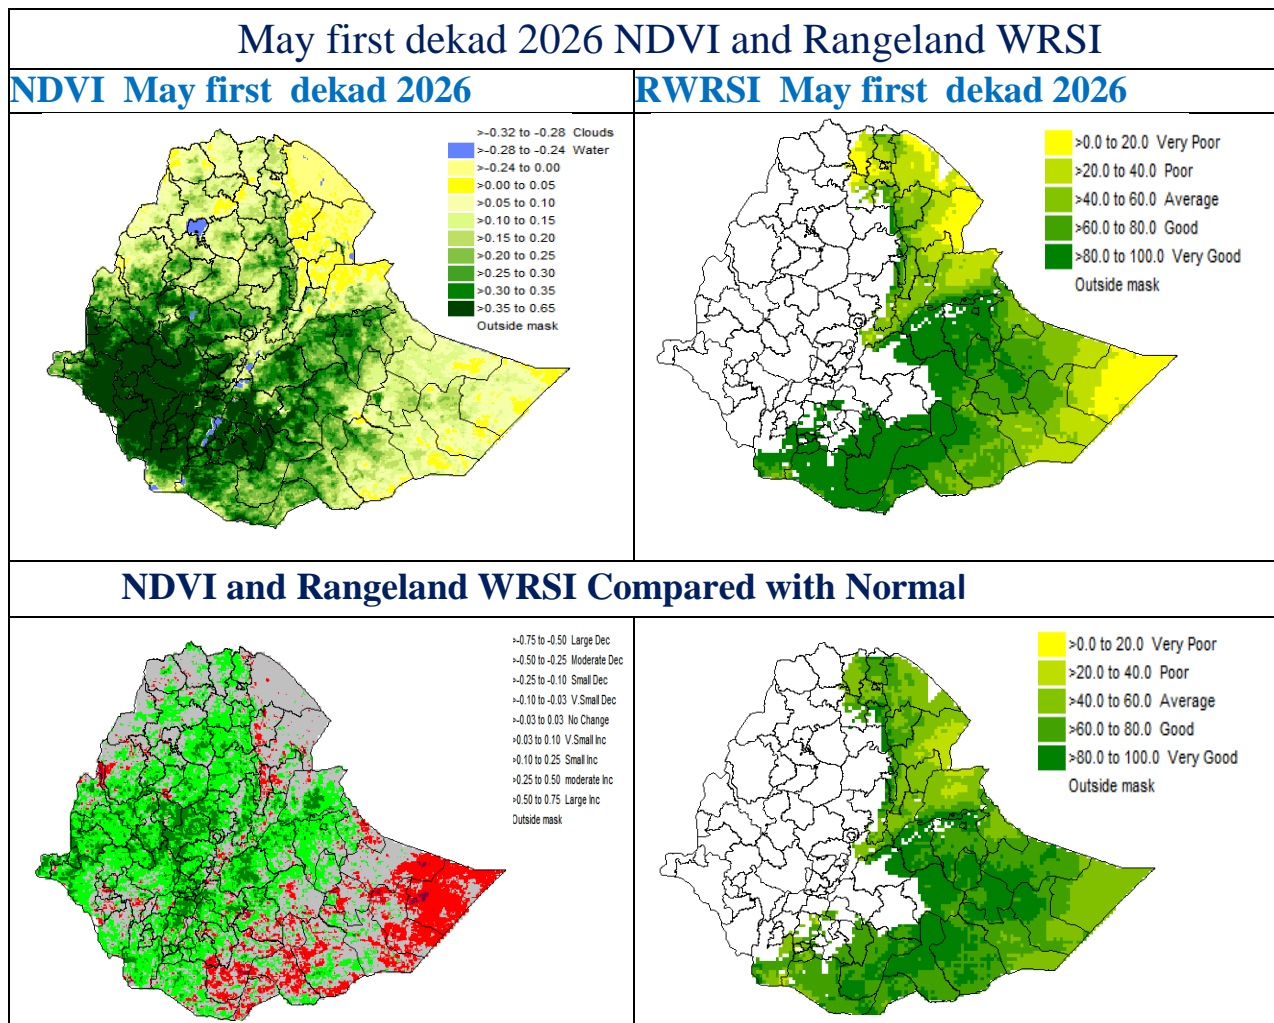 May first dekad 2026 NDVI and Rangeland WRSI
NDVI May first dekad 2026
RWRSI May first dekad 2026
>-0.32 to -0.28 Clouds
>-0.28 to -0.24 Water
>-0.24 to 0.00
>0.00 to 0.05
>0.05 to 0.10
>0.10 to 0.15
>0.15 to 0.20
>0.20 to 0.25
>0.25 to 0.30
>0.30 to 0.35
>0.35 to 0.65
Outside mask
>0.0 to 20.0 Very Poor
>20.0 to 40.0 Poor
>40.0 to 60.0 Average
>60.0 to 80.0 Good
>80.0 to 100.0 Very Good
Outside mask
NDVI and Rangeland WRSI Compared with Normal
>-0.75 to -0.50 Large Dec
>-0.50 to -0.25 Moderate Dec
>-0.25 to -0.10 Small Dec
>-0.10 to -0.03 V.Small Dec
>-0.03 to 0.03 No Change
>0.03 to 0.10 V.Small Inc
>0.10 to 0.25 Small Inc
>0.25 to 0.50 moderate Inc
>0.50 to 0.75 Large Inc
Outside mask
>0.0 to 20.0 Very Poor
>20.0 to 40.0 Poor
>40.0 to 60.0 Average
>60.0 to 80.0 Good
>80.0 to 100.0 Very Good
Outside mask